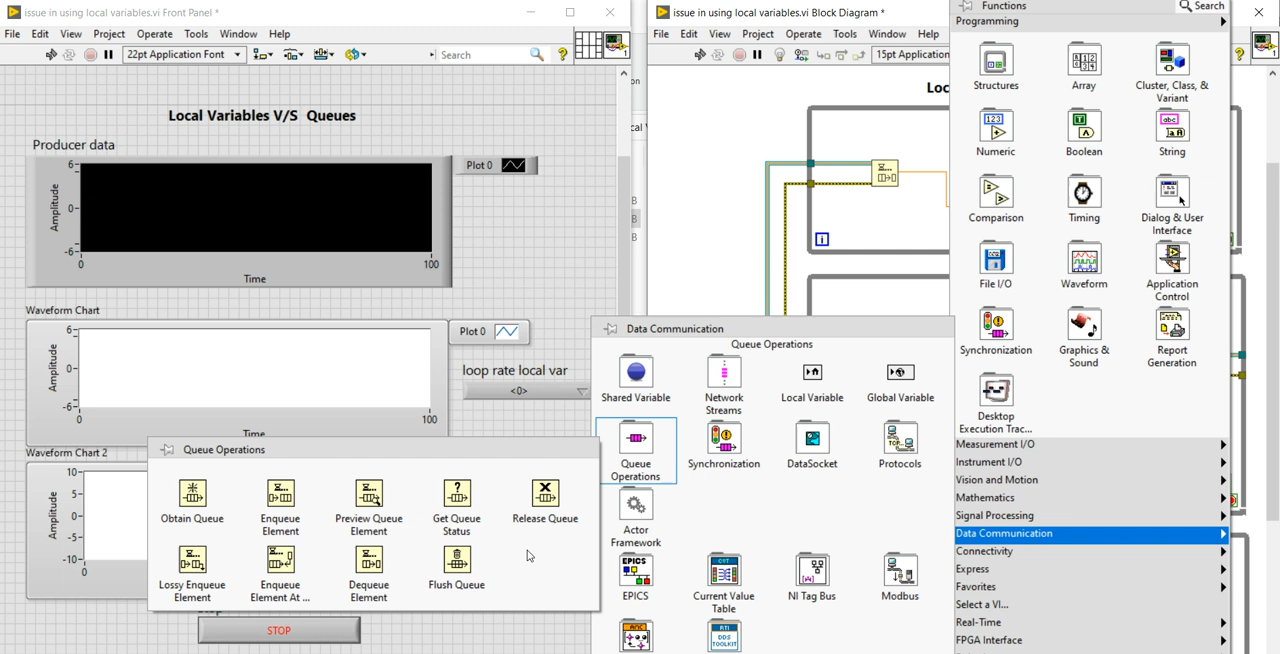 issue in using local variables.vi Front Panel *
File Edit View Project Operate Tools Window Help
22pt Application Font
Search
Local Variables V/S Queues
Producer data
Plot 0
Amplitude
6
0
-6
0
100
Time
Waveform Chart
Plot 0
Amplitude
6
0
-6
0
100
Time
loop rate local var
<0>
Waveform Chart 2
Amplitude
10
5
0
-5
-10
0
STOP
Queue Operations
Obtain Queue
Enqueue Element
Preview Queue Element
Get Queue Status
Release Queue
Lossy Enqueue Element
Enqueue Element At ...
Dequeue Element
Flush Queue
issue in using local variables.vi Block Diagram *
File Edit View Project Operate Tools Window Help
15pt Application
Loc
i
Data Communication
Queue Operations
Shared Variable
Network Streams
Local Variable
Global Variable
Queue Operations
Synchronization
DataSocket
Protocols
Actor Framework
EPICS
Current Value Table
NI Tag Bus
Modbus
Functions
Search
Programming
Structures
Array
Cluster, Class, & Variant
Numeric
Boolean
String
Comparison
Timing
Dialog & User Interface
File I/O
Waveform
Application Control
Synchronization
Graphics & Sound
Report Generation
Desktop Execution Trac...
Measurement I/O
Instrument I/O
Vision and Motion
Mathematics
Signal Processing
Data Communication
Connectivity
Express
Favorites
Select a VI...
Real-Time
FPGA Interface